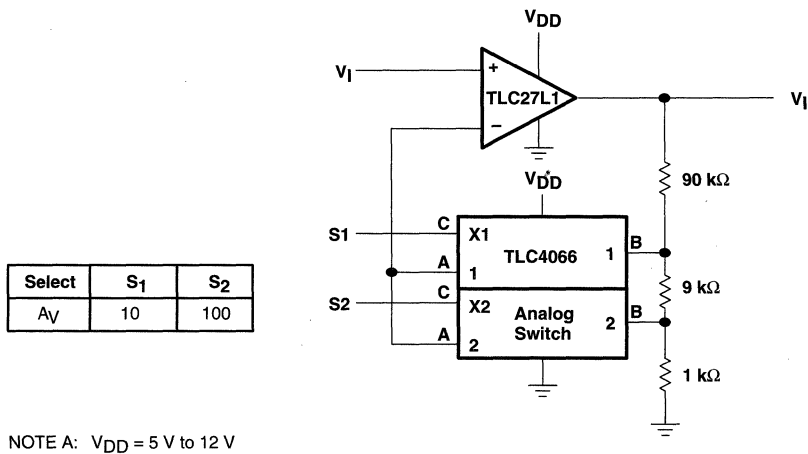 VDD
VI
+
TLC27L1
−
VI
90 kΩ
VDD
S1
C
X1
TLC4066
1
B
A
1
9 kΩ
S2
C
X2
Analog
Switch
2
B
A
2
1 kΩ
Select S1 S2
AV 10 100
NOTE A: VDD = 5 V to 12 V